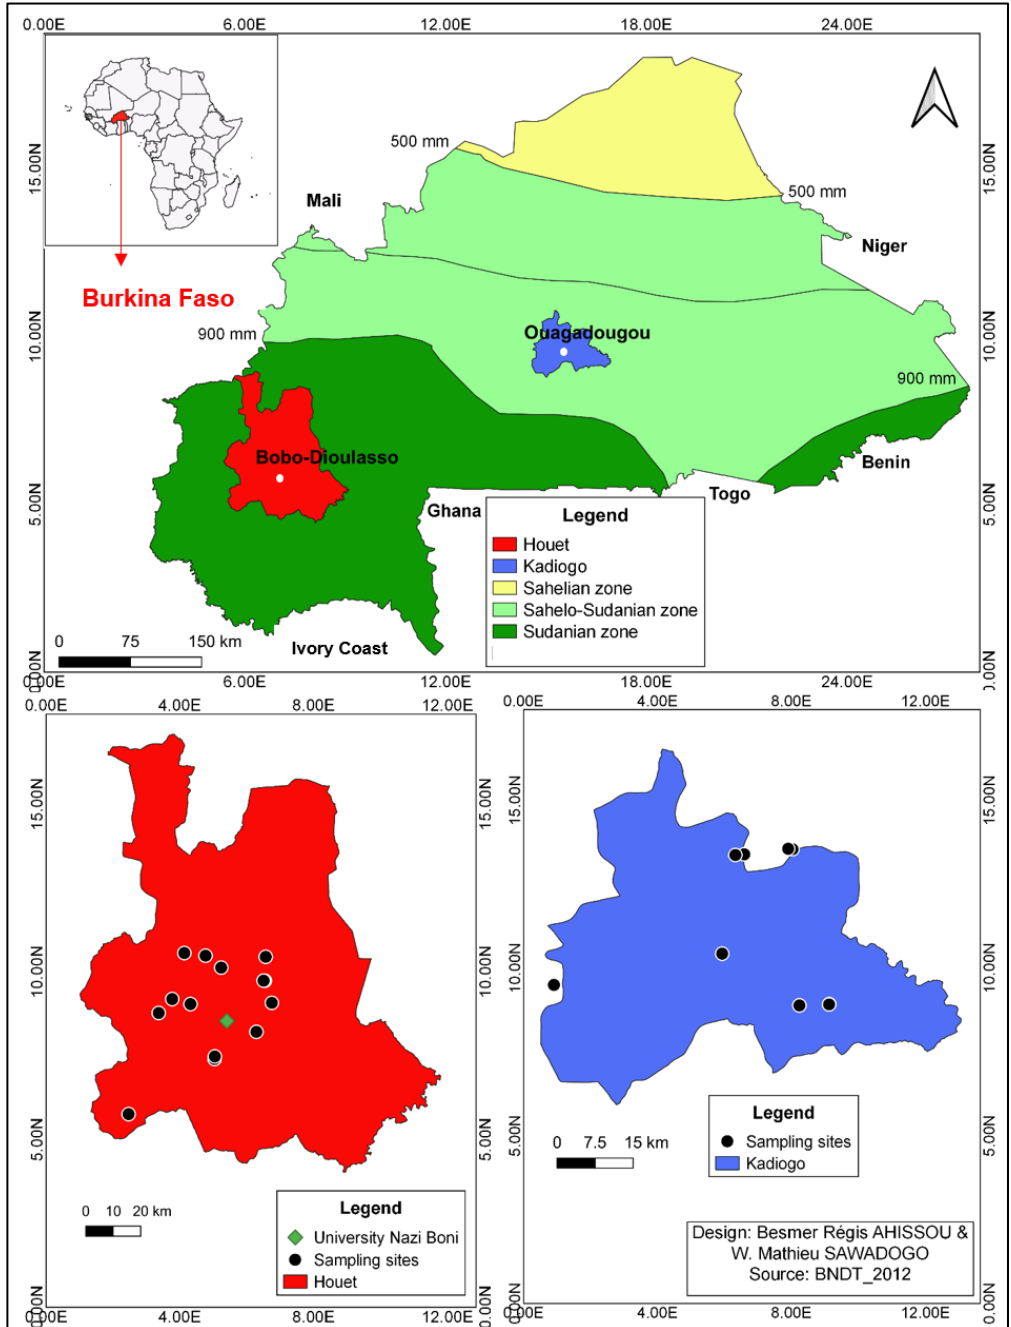 0.00E 6.00E 12.00E 18.00E 24.00E
15.00N
10.00N
5.00N
0.00N
15.00N
10.00N
5.00N
0.00N
500 mm
500 mm
Mali
Niger
Burkina Faso
900 mm
Ouagadougou
900 mm
Bobo-Dioulasso
Benin
Togo
Ghana
Ivory Coast
Legend
Houet
Kadiogo
Sahelian zone
Sahelo-Sudanian zone
Sudanian zone
0 75 150 km
0.00E 6.00E 12.00E 18.00E 24.00E
0.00E 4.00E 8.00E 12.00E
15.00N
10.00N
5.00N
0.00N
15.00N
10.00N
5.00N
0.00N
0 10 20 km
Legend
University Nazi Boni
Sampling sites
Houet
0.00E 4.00E 8.00E 12.00E
0.00E 4.00E 8.00E 12.00E
15.00N
10.00N
5.00N
0.00N
15.00N
10.00N
5.00N
0.00N
0 7.5 15 km
Legend
Sampling sites
Kadiogo
Design: Besmer Régis AHISSOU &
W. Mathieu SAWADOGO
Source: BNDT_2012
0.00E 4.00E 8.00E 12.00E